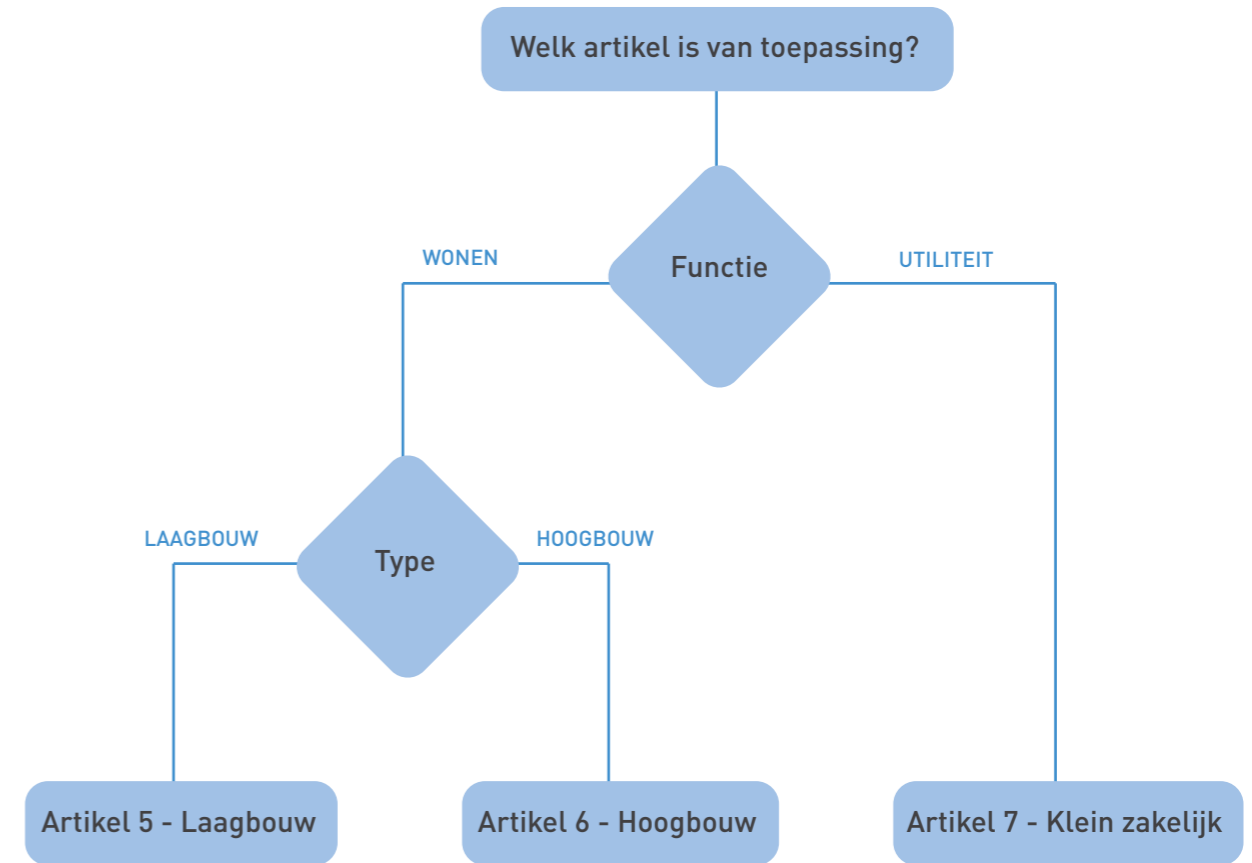 Welk artikel is van toepassing?
Functie
WONEN
UTILITEIT
Type
LAAGBOUW
HOOGBOUW
Artikel 5 - Laagbouw
Artikel 6 - Hoogbouw
Artikel 7 - Klein zakelijk